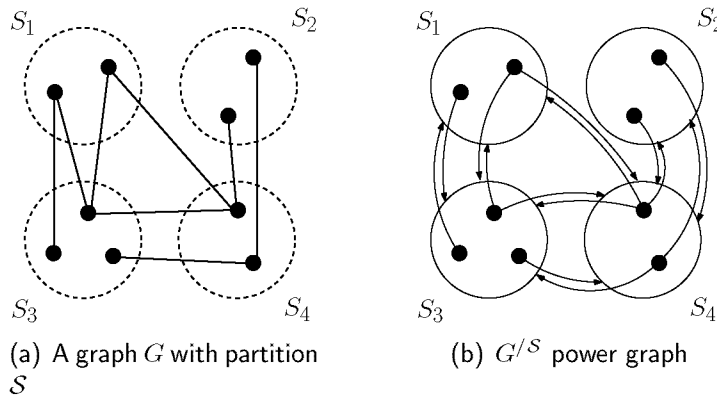 S₁ S₂ S₁ S₂
S₃ S₄ S₃ S₄
(a) A graph G with partition
𝒮
(b) G^{/𝒮} power graph